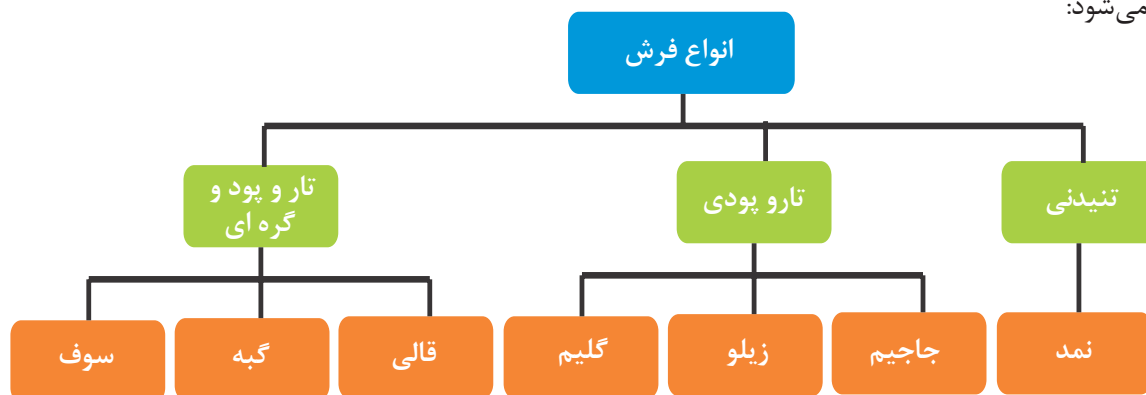 می‌شود:
انواع فرش
تنیدنی
تارو پودی
تار و پود و
گره ای
نمد
جاجیم
زیلو
گلیم
قالی
گبه
سوف